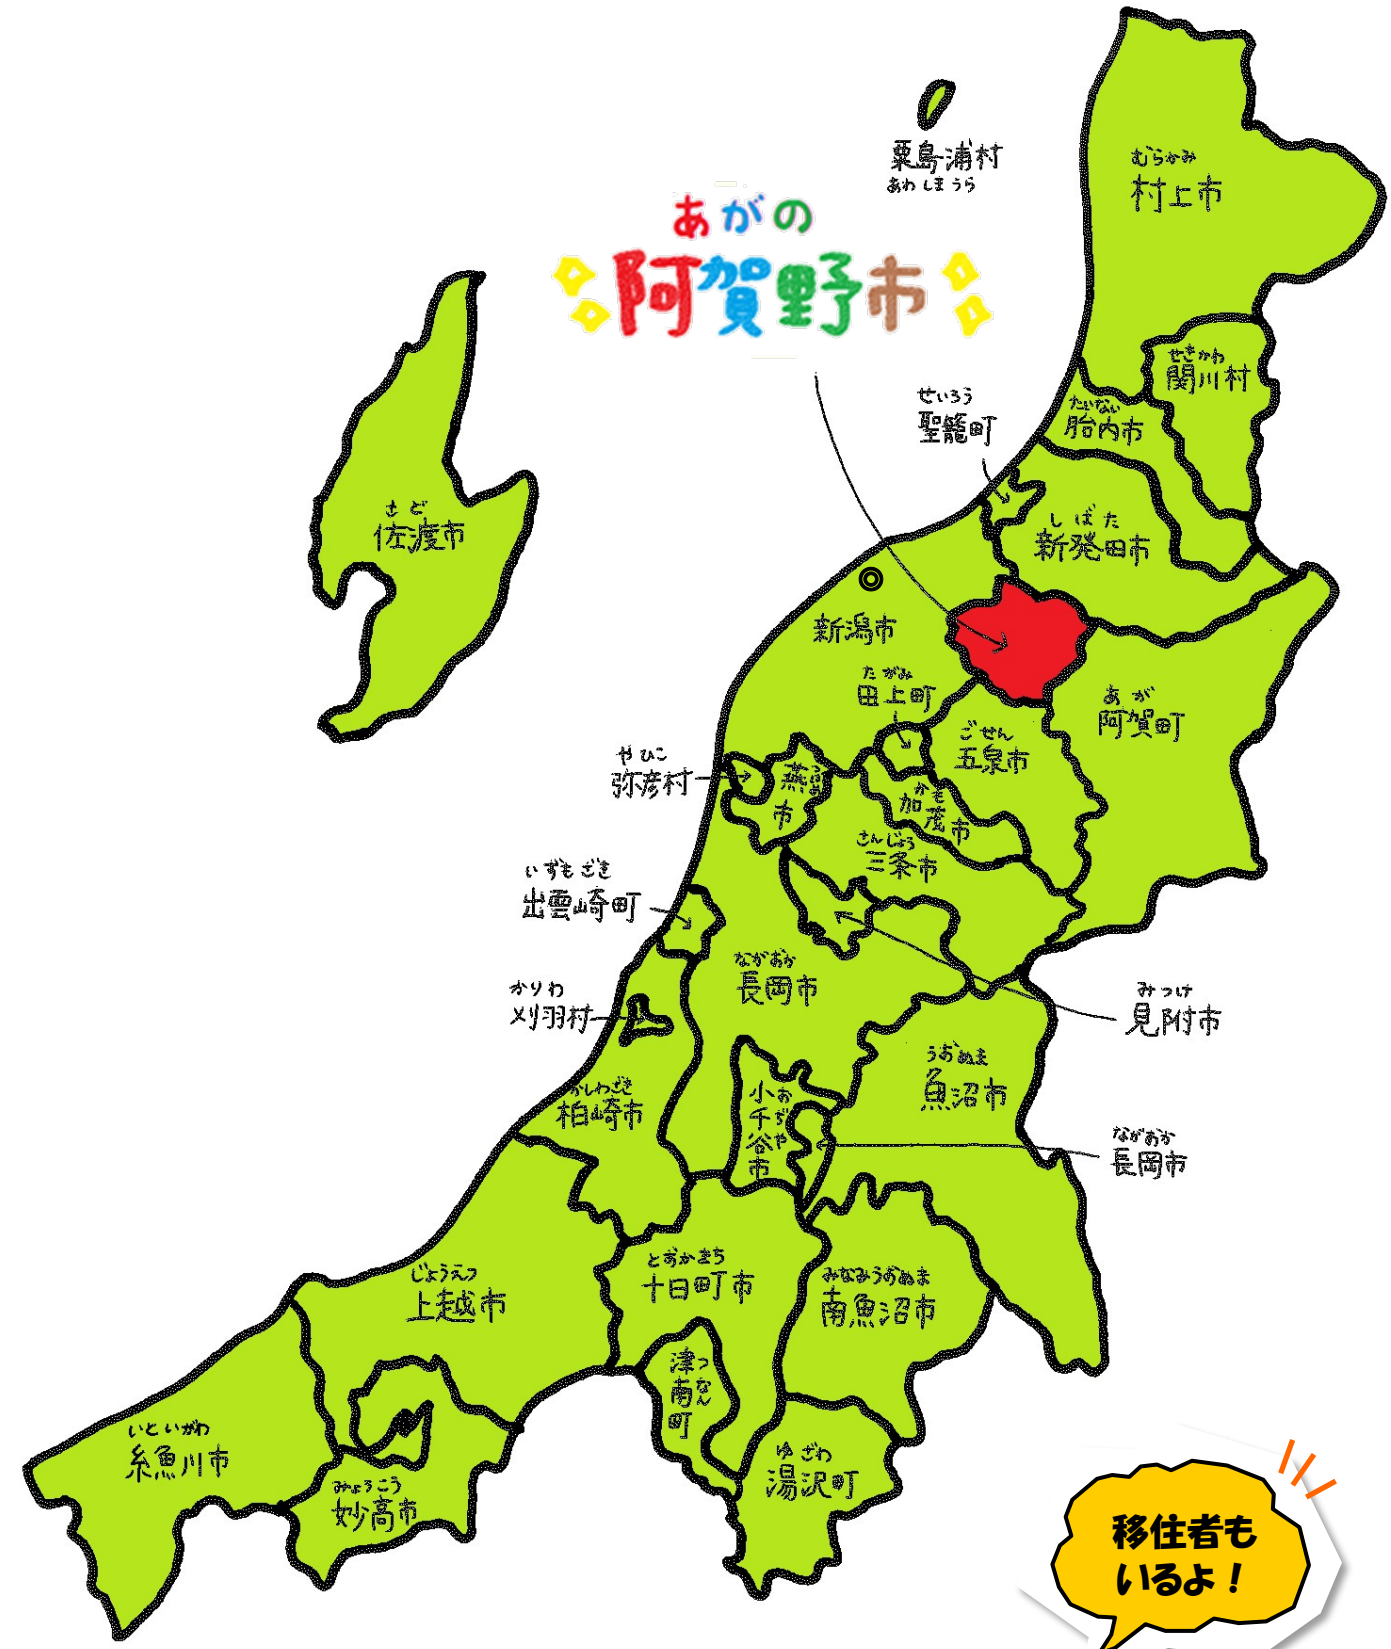 粟島浦村
あわしまうら
むらかみ
村上市
あがの
阿賀野市
せきかわ
関川村
せいろう
聖籠町
たいない
胎内市
さど
佐渡市
しばた
新発田市
新潟市
たがみ
田上町
あが
阿賀町
ごせん
五泉市
やひこ
弥彦村
つばめ
燕市
かも
加茂市
さんじょう
三条市
いずもざき
出雲崎町
ながおか
長岡市
かりわ
刈羽村
みつけ
見附市
うおぬま
魚沼市
かしわざき
柏崎市
おぢや
小千谷市
ながおか
長岡市
とおかまち
十日町市
じょうえつ
上越市
みなみうおぬま
南魚沼市
つなん
津南町
いといがわ
糸魚川市
ゆざわ
湯沢町
みょうこう
妙高市
移住者も
いるよ！